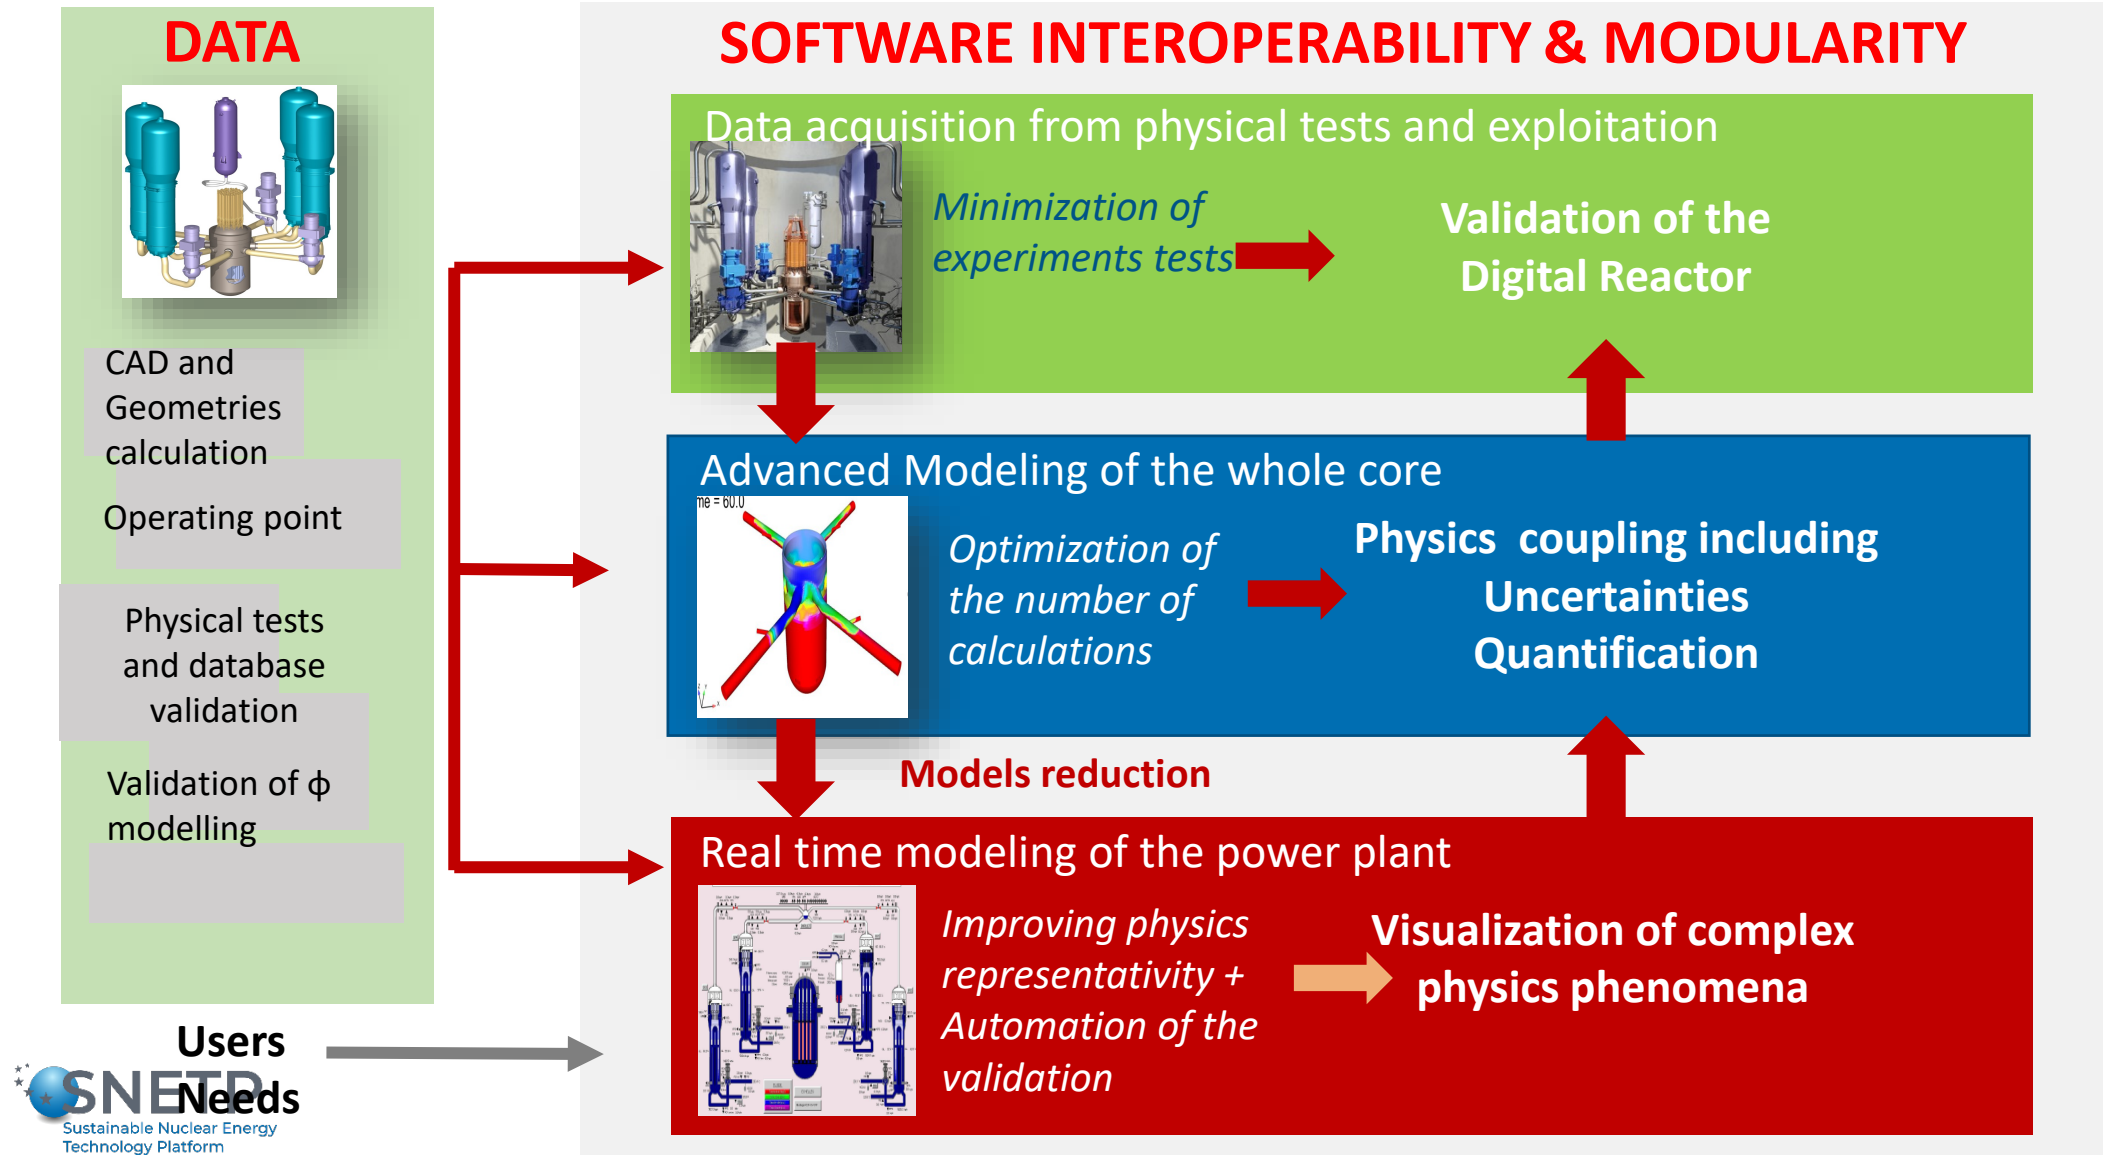 DATA
CAD and
Geometries
calculation
Operating point
Physical tests
and database
validation
Validation of ϕ
modelling
Users
Needs
SNETP
Sustainable Nuclear Energy
Technology Platform
SOFTWARE INTEROPERABILITY & MODULARITY
Data acquisition from physical tests and exploitation
Minimization of
experiments tests
Validation of the
Digital Reactor
Advanced Modeling of the whole core
me = 60.0
Optimization of
the number of
calculations
Physics  coupling including
Uncertainties
Quantification
Models reduction
Real time modeling of the power plant
Improving physics
representativity +
Automation of the
validation
Visualization of complex
physics phenomena